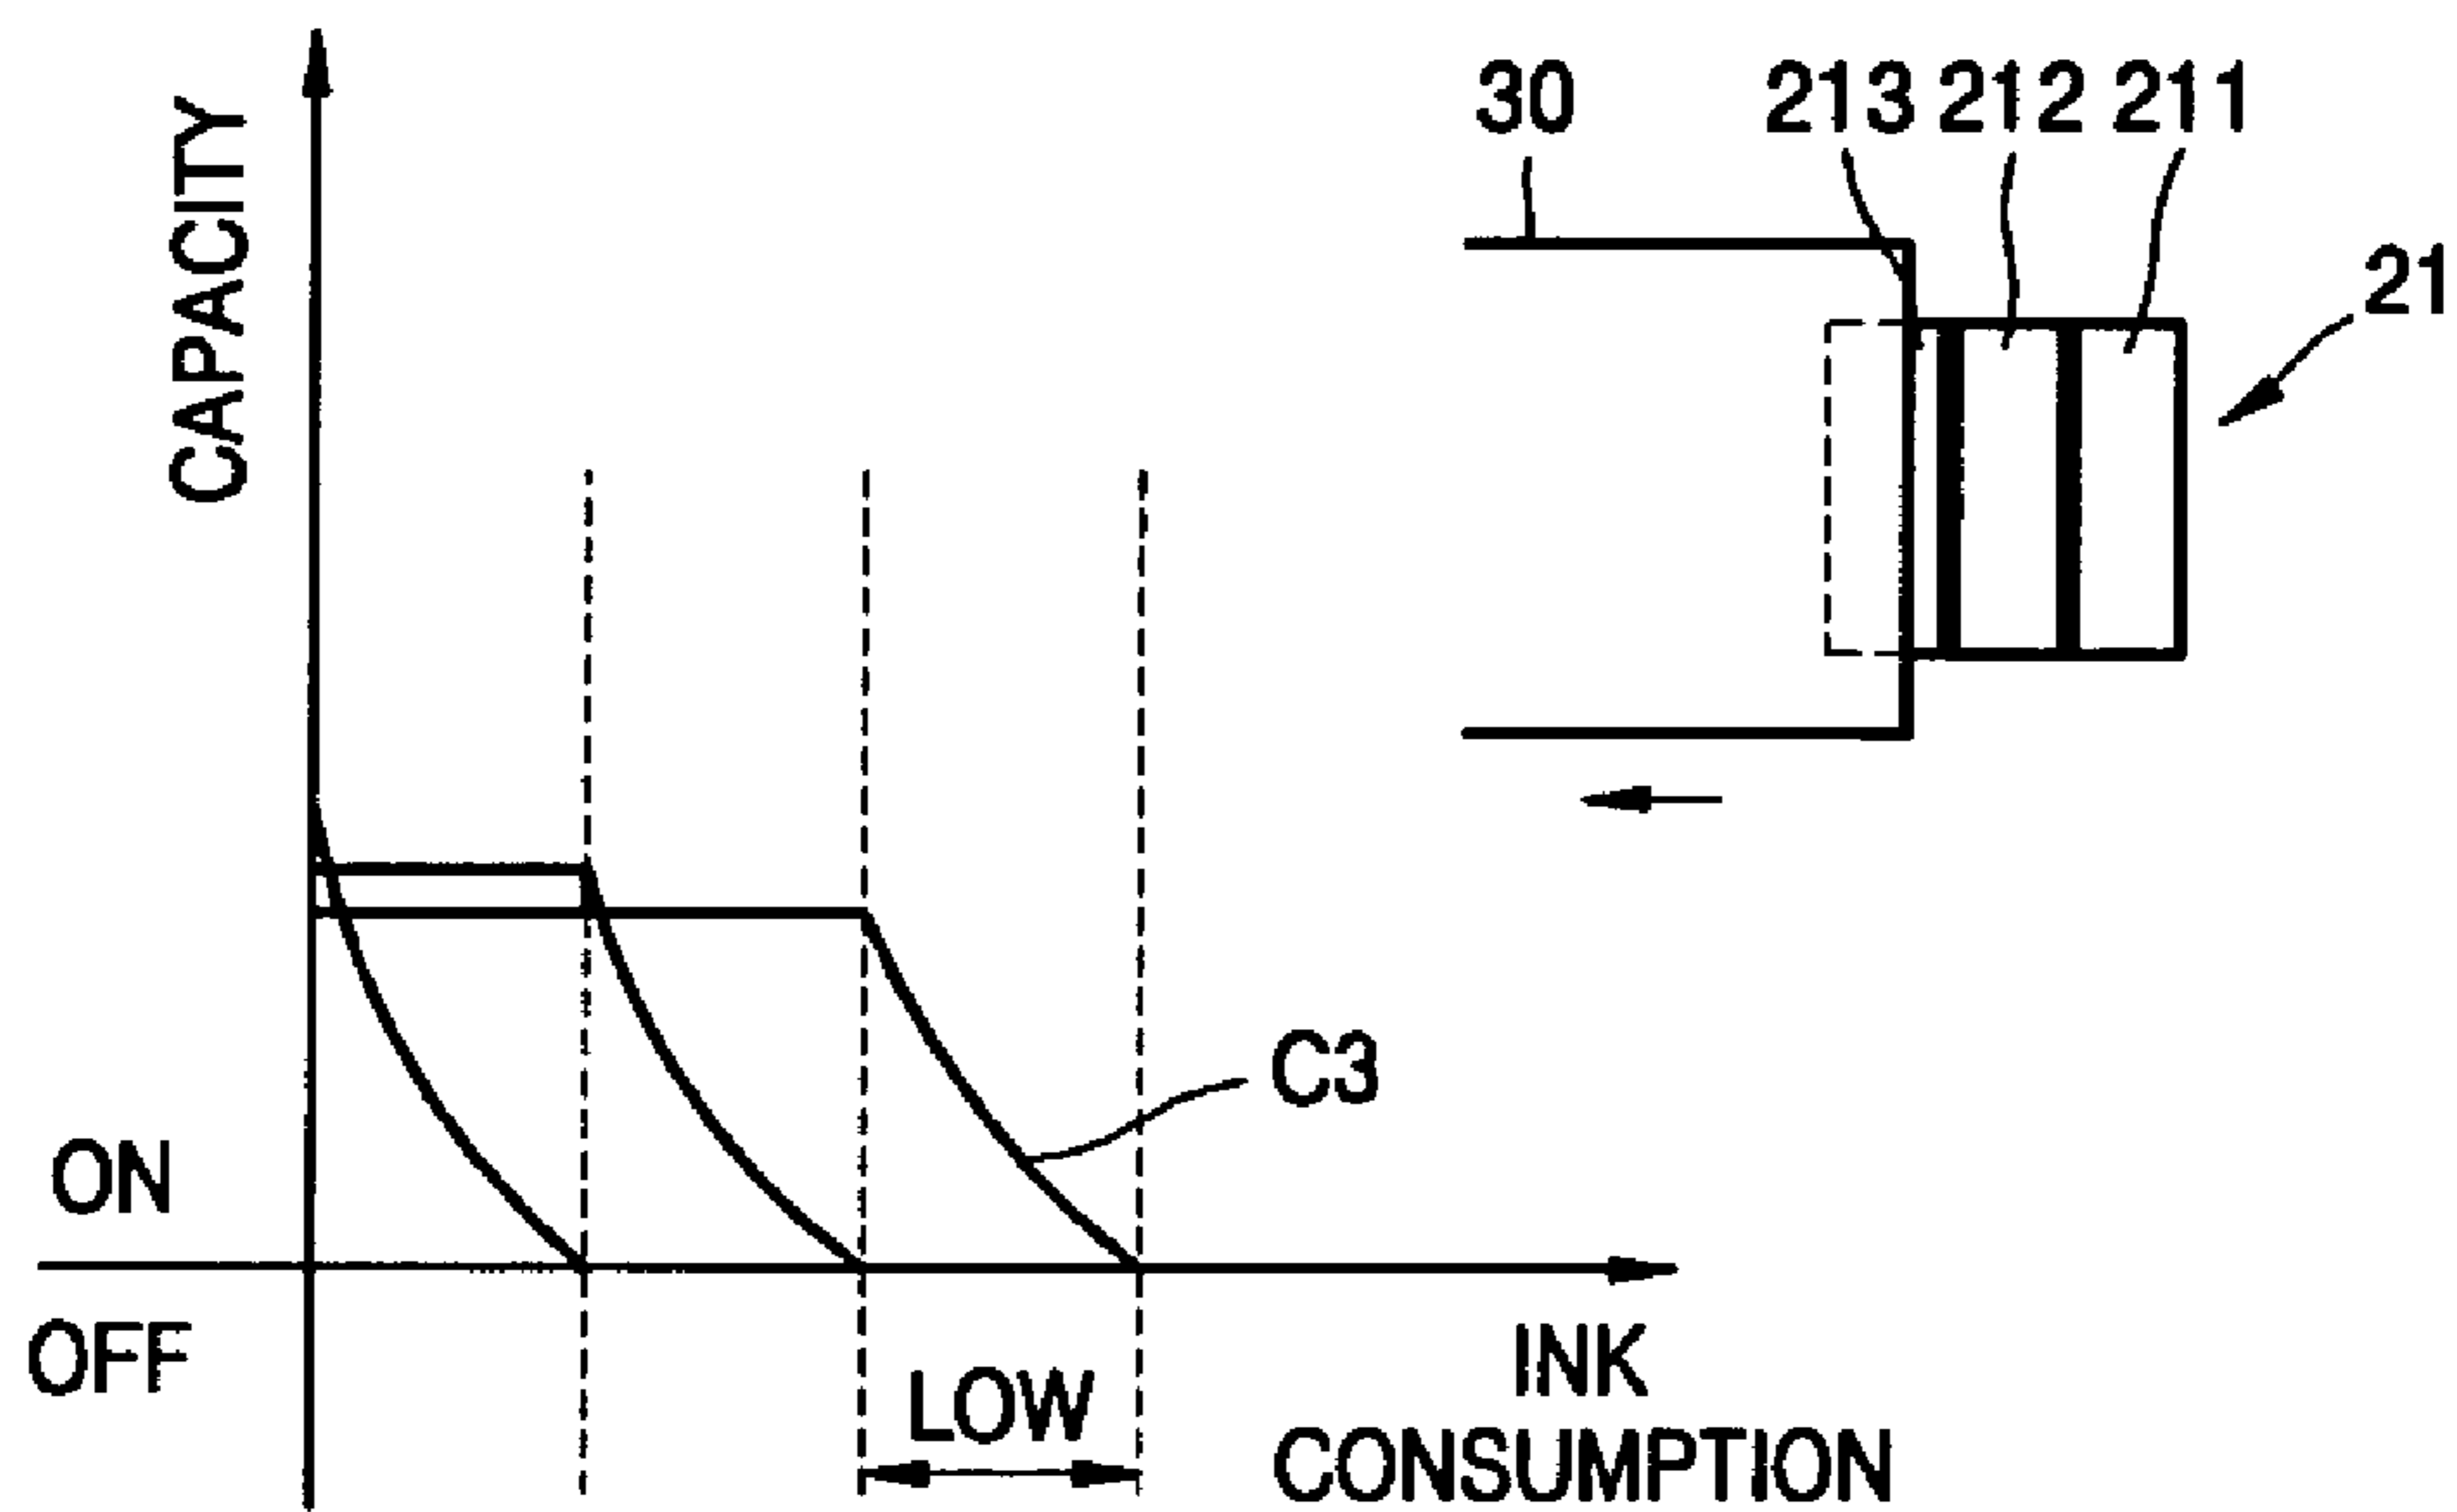 CAPACITY
30
213
212
211
21
C3
ON
OFF
LOW
INK
CONSUMPTION